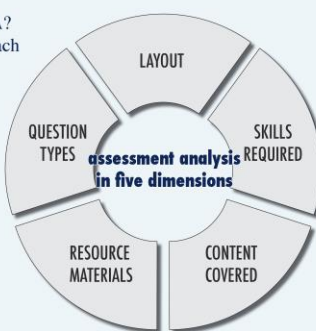 A?
ach
LAYOUT
QUESTION
TYPES
SKILLS
REQUIRED
assessment analysis
in five dimensions
RESOURCE
MATERIALS
CONTENT
COVERED